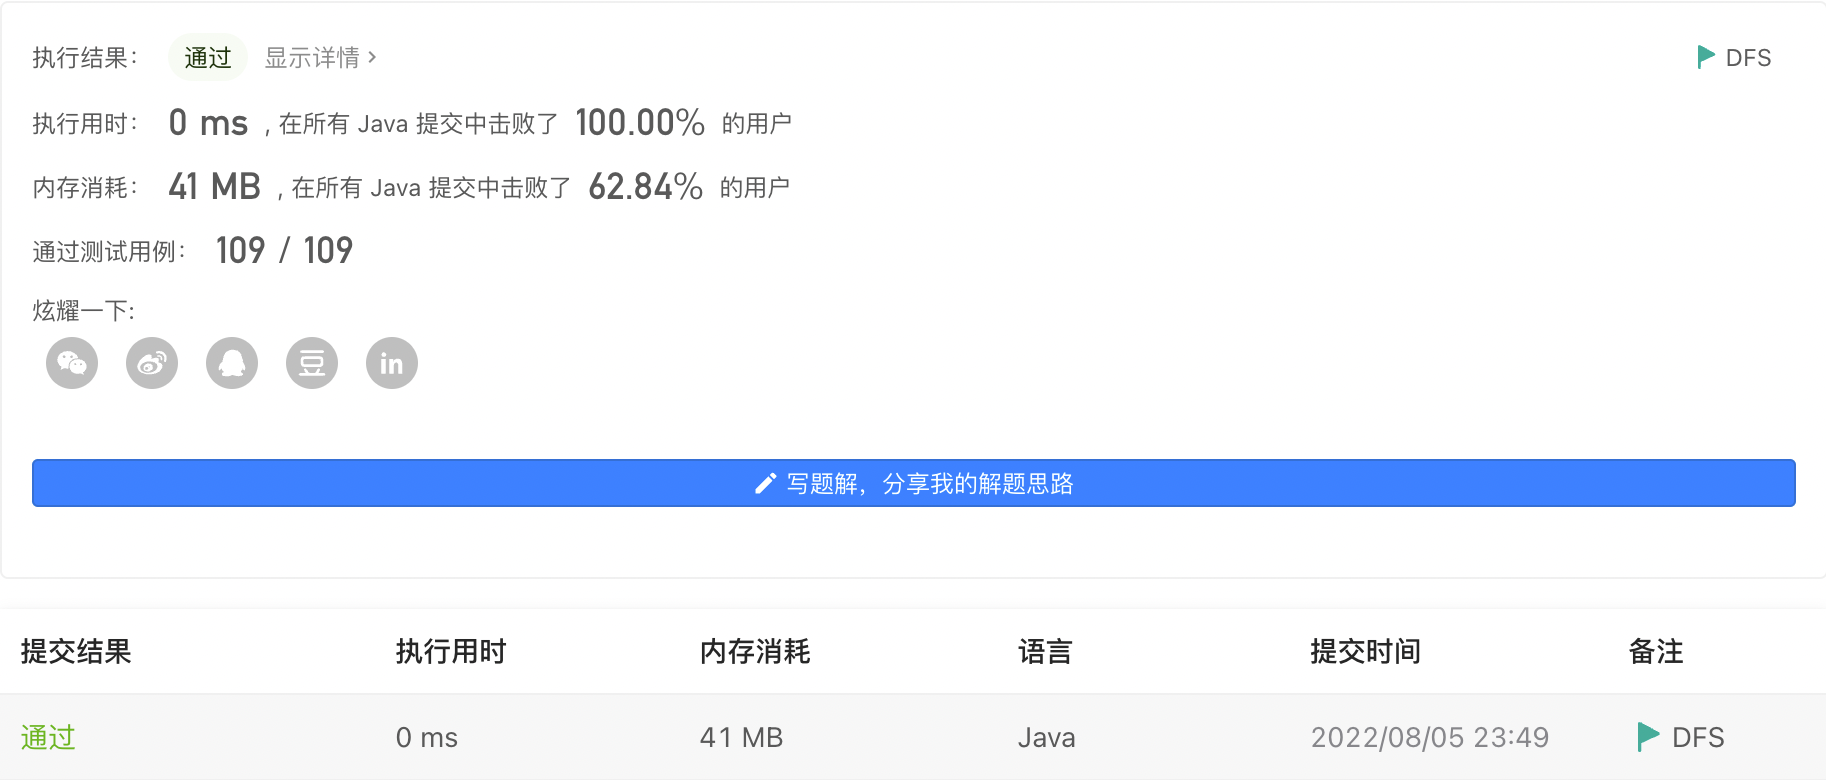 执行结果： 通过 显示详情 > DFS
执行用时： 0 ms , 在所有 Java 提交中击败了 100.00% 的用户
内存消耗： 41 MB , 在所有 Java 提交中击败了 62.84% 的用户
通过测试用例： 109 / 109
炫耀一下:
豆 in
写题解，分享我的解题思路
提交结果 执行用时 内存消耗 语言 提交时间 备注
通过 0 ms 41 MB Java 2022/08/05 23:49 DFS